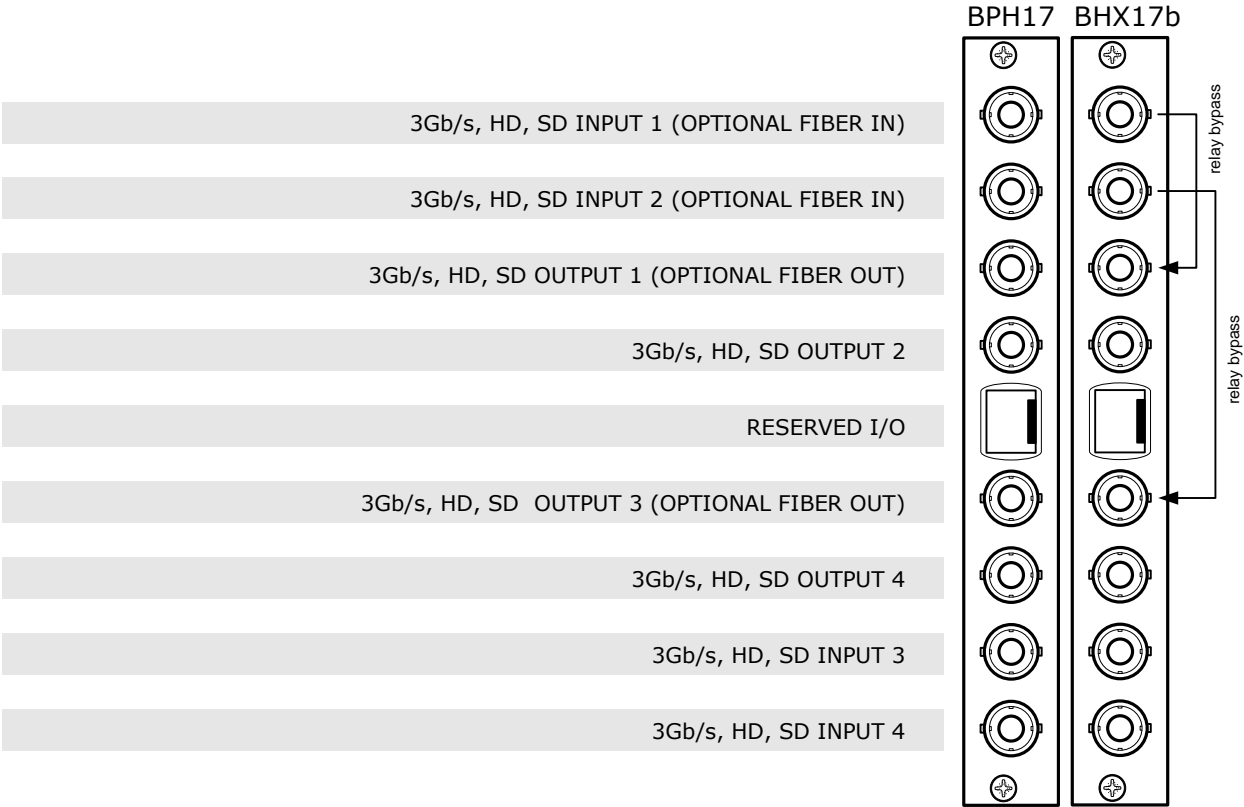 BPH17 BHX17b
3Gb/s, HD, SD INPUT 1 (OPTIONAL FIBER IN)
relay bypass
3Gb/s, HD, SD INPUT 2 (OPTIONAL FIBER IN)
3Gb/s, HD, SD OUTPUT 1 (OPTIONAL FIBER OUT)
3Gb/s, HD, SD OUTPUT 2
relay bypass
RESERVED I/O
3Gb/s, HD, SD OUTPUT 3 (OPTIONAL FIBER OUT)
3Gb/s, HD, SD OUTPUT 4
3Gb/s, HD, SD INPUT 3
3Gb/s, HD, SD INPUT 4